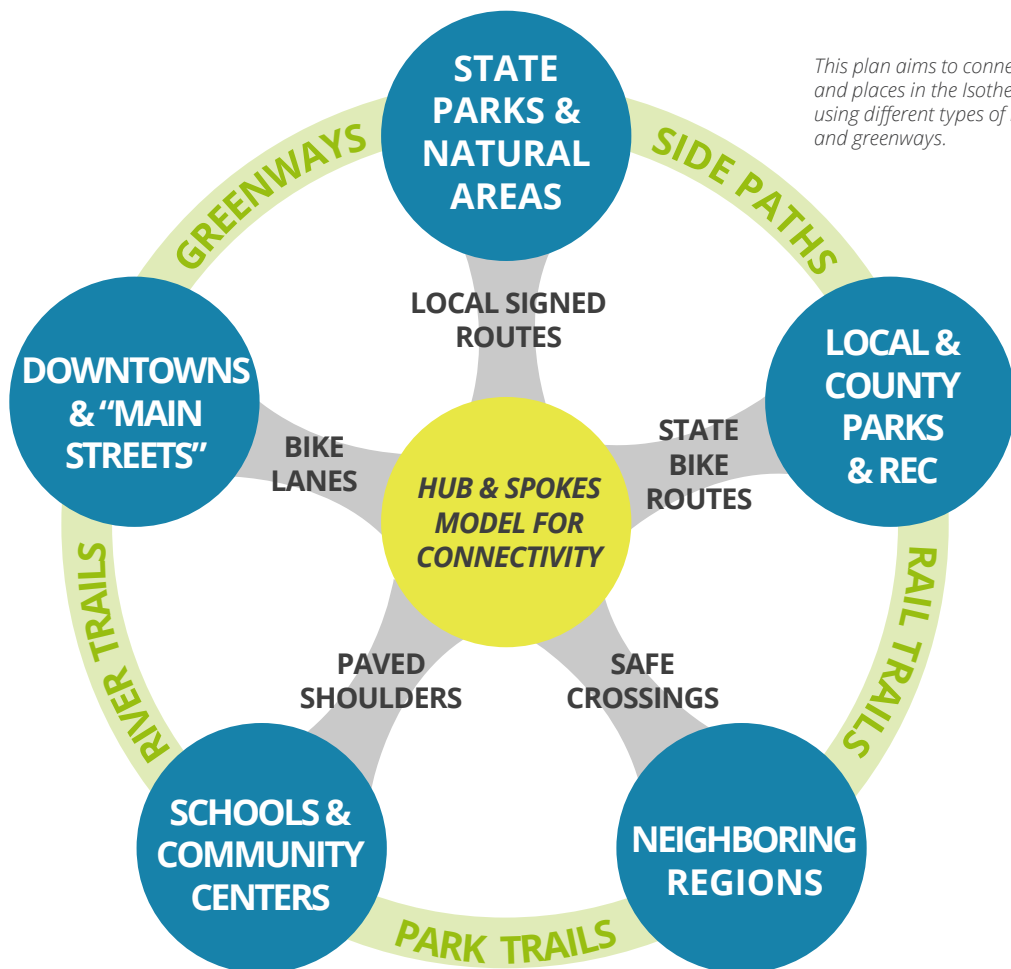 STATE
PARKS &
NATURAL
AREAS
This plan aims to
and places in the
using different types of
and greenways.
GREENWAYS
SIDE PATHS
LOCAL SIGNED
ROUTES
DOWNTOWNS
& “MAIN
STREETS”
LOCAL &
COUNTY
PARKS
& REC
BIKE
LANES
STATE
BIKE
ROUTES
HUB & SPOKES
MODEL FOR
CONNECTIVITY
RIVER TRAILS
RAIL TRAILS
PAVED
SHOULDERS
SAFE
CROSSINGS
SCHOOLS &
COMMUNITY
CENTERS
NEIGHBORING
REGIONS
PARK TRAILS